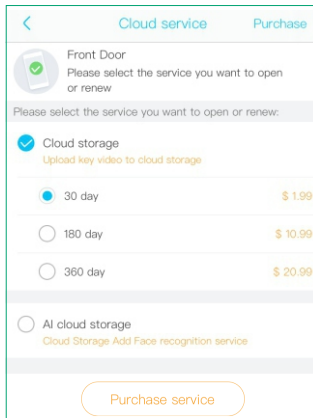 Cloud service
Purchase
Front Door
Please select the service you want to open
or renew
Please select the service you want to open or renew:
Cloud storage
Upload key video to cloud storage
30 day
$ 1.99
180 day
$ 10.99
360 day
$ 20.99
AI cloud storage
Cloud Storage Add Face recognition service
Purchase service